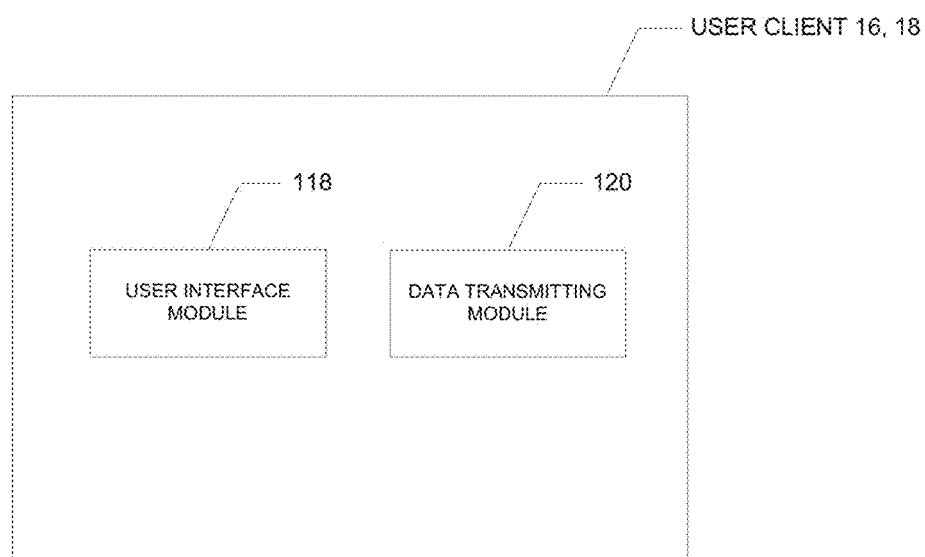 USER CLIENT 16, 18
118
120
USER INTERFACE
MODULE
DATA TRANSMITTING
MODULE